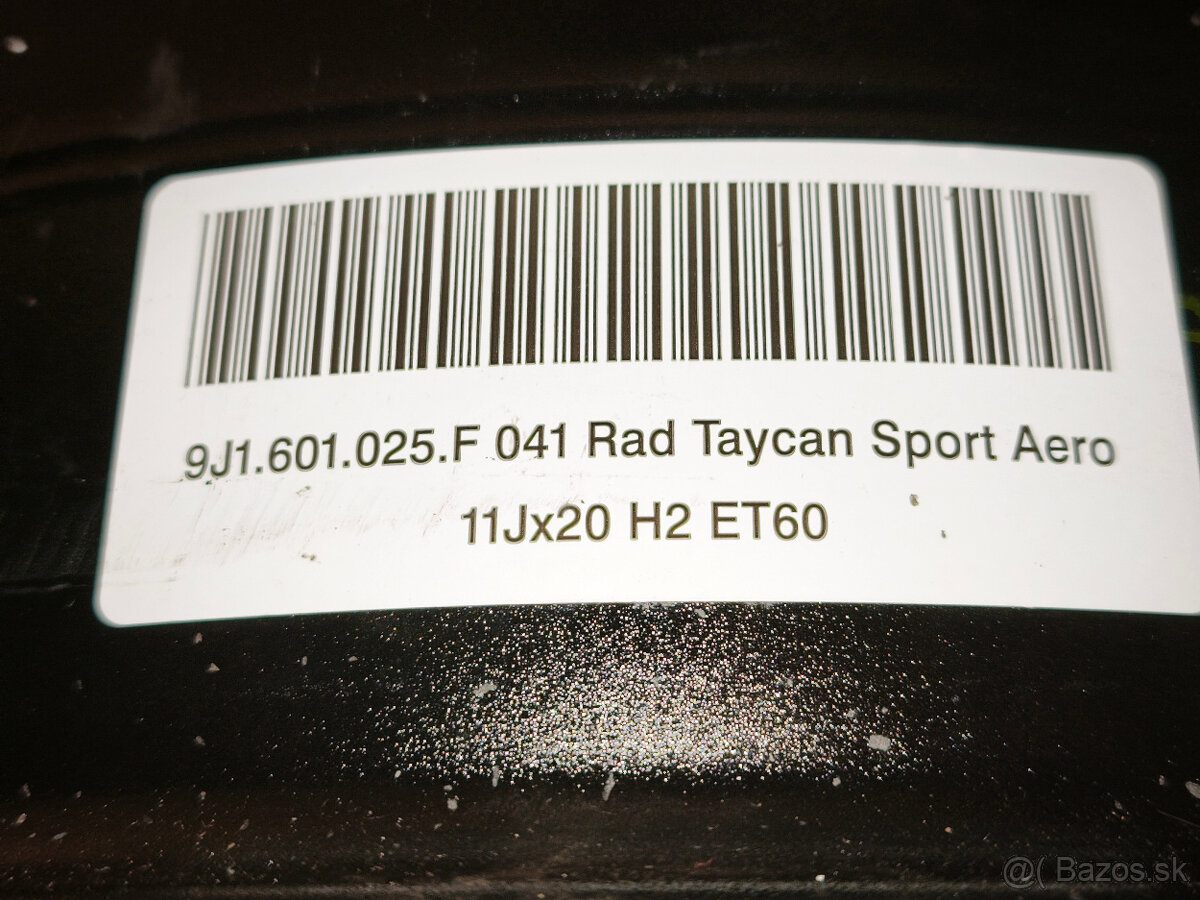 9J1.601.025.F 041 Rad Taycan Sport Aero
11Jx20 H2 ET60
@( Bazos.sk